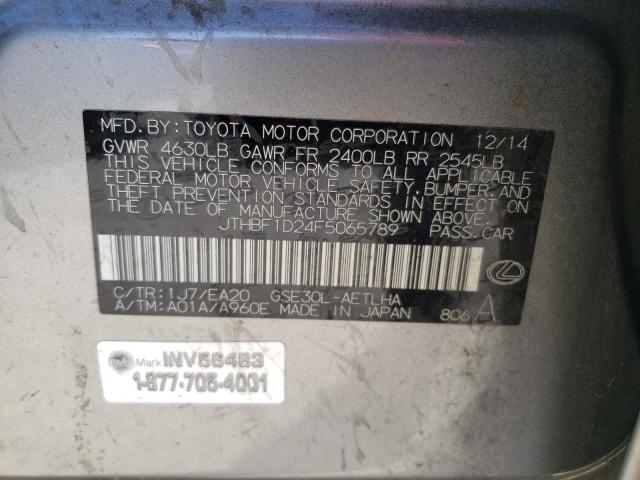 MFD. BY: TOYOTA MOTOR CORPORATION 12/14
GVWR 4630LB GAWR FR 2400LB RR 2545LB
THIS VEHICLE CONFORMS TO ALL APPLICABLE
FEDERAL MOTOR VEHICLE SAFETY, BUMPER, AND
THEFT PREVENTION STANDARDS IN EFFECT ON
THE DATE OF MANUFACTURE SHOWN ABOVE.
JTHBF1D24F5065789 PASS.CAR
C/TR: 1J7/EA20 GSE30L-AETLHA
A/TM: A01A/A960E MADE IN JAPAN 806 A
Mark INV564B3
1-877-705-4001